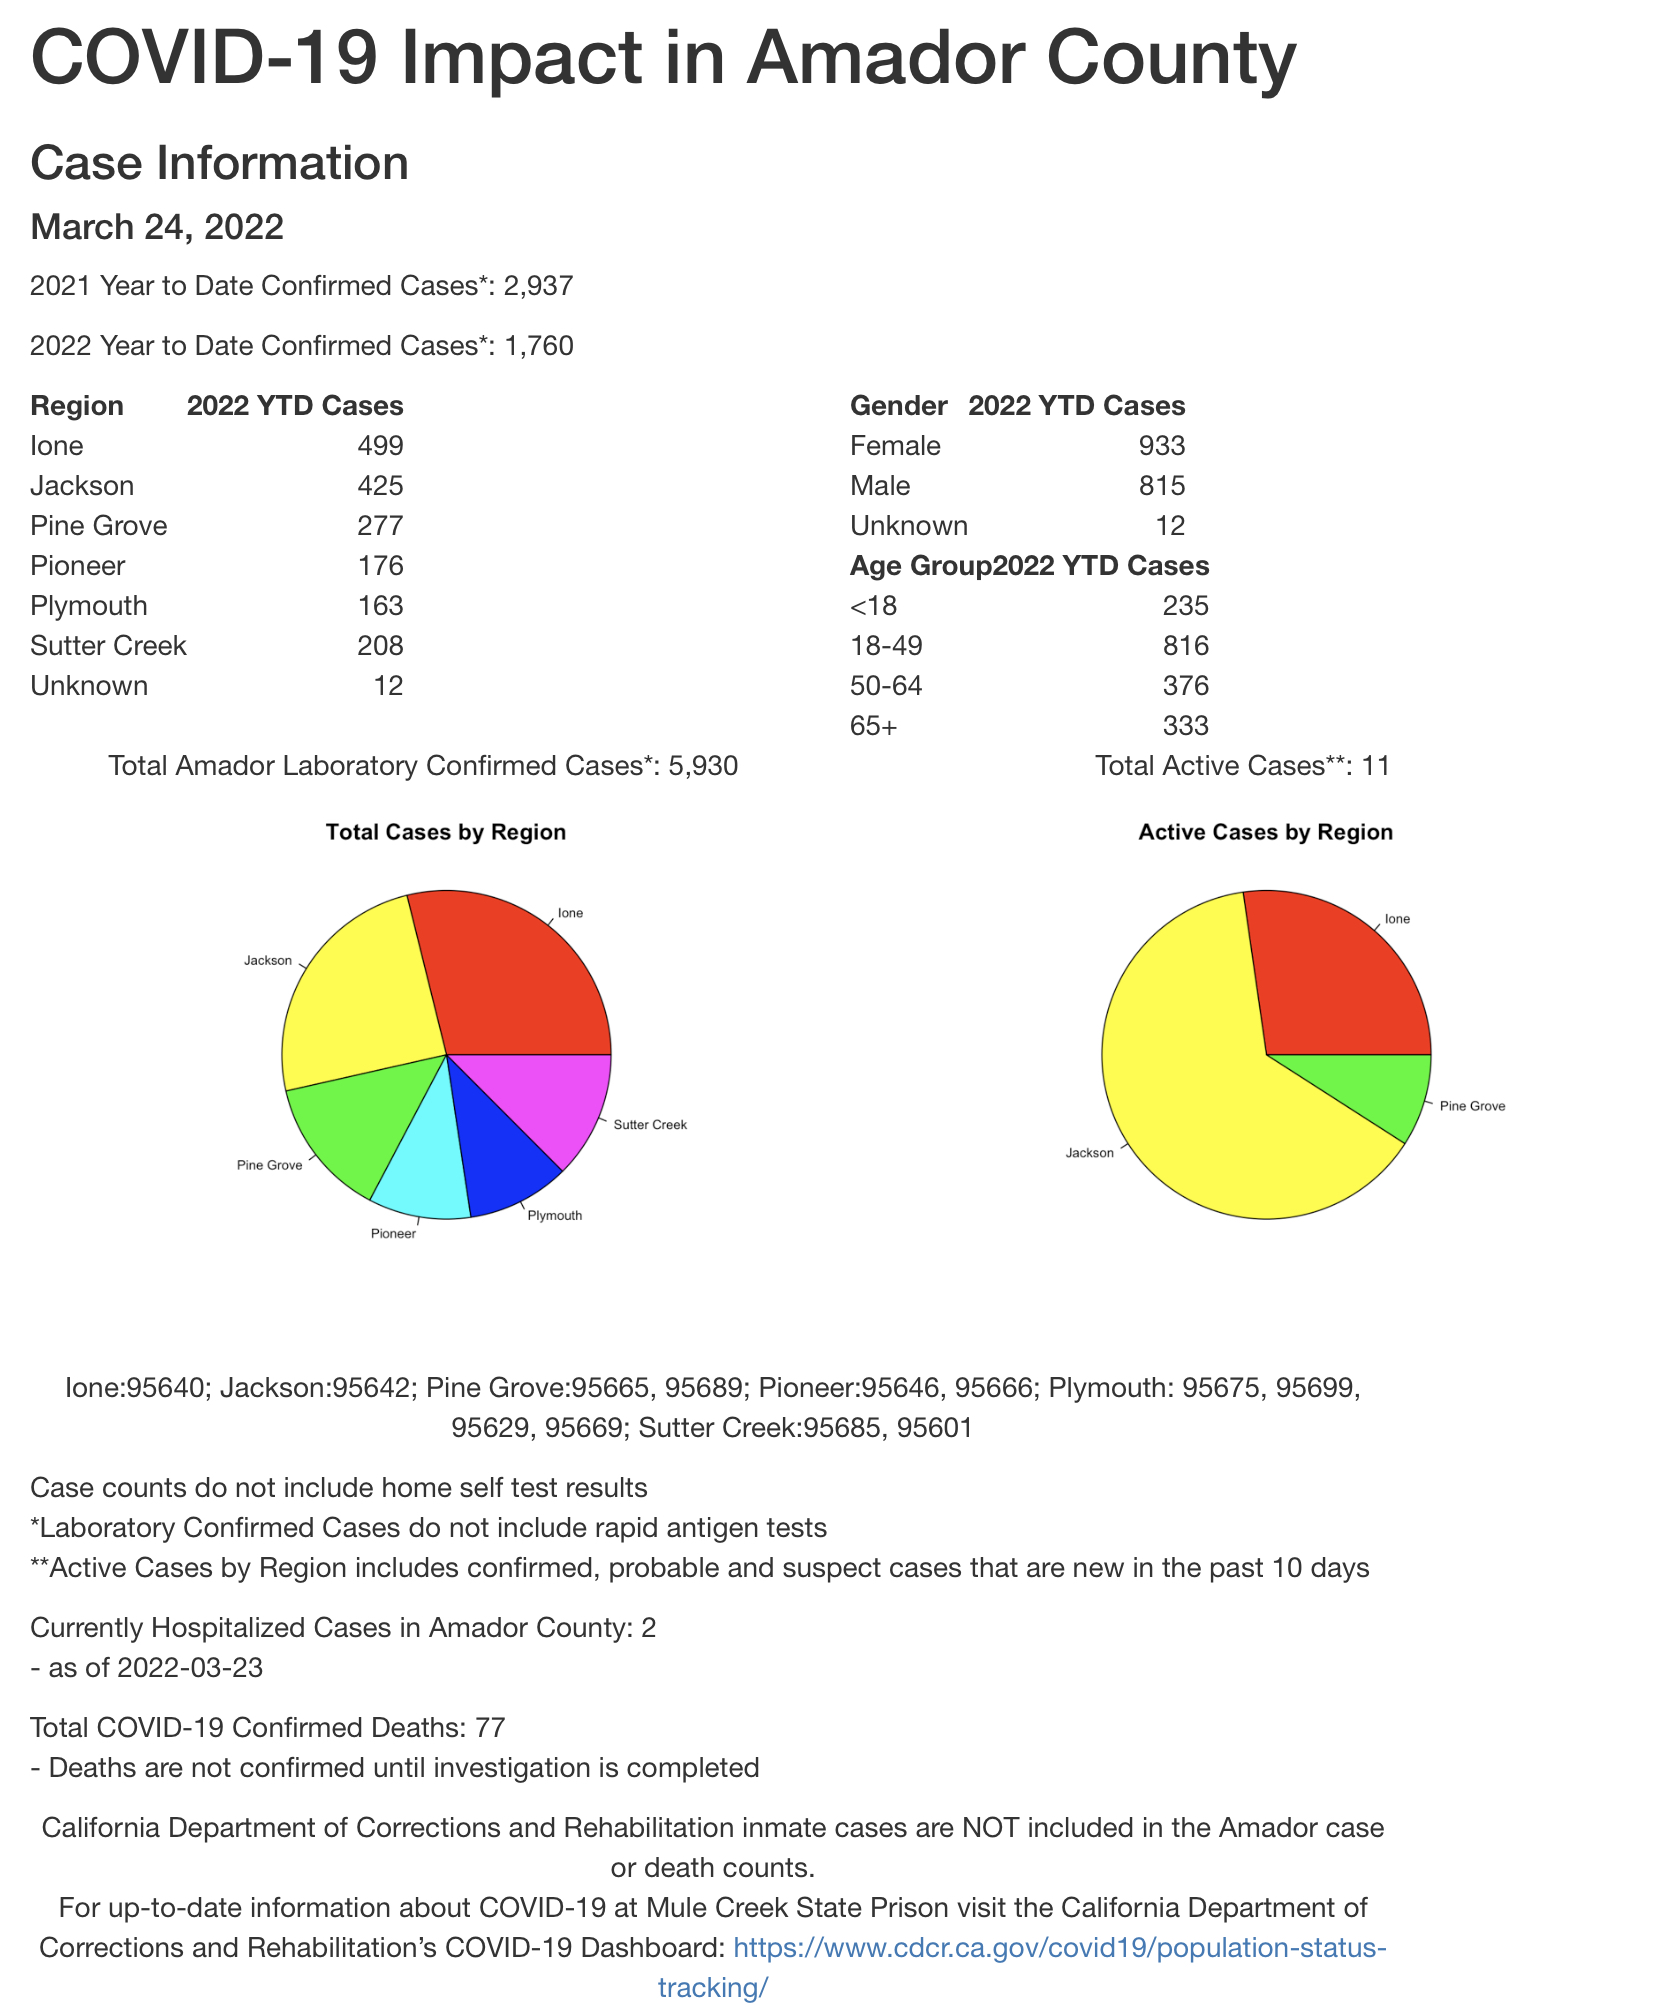 COVID-19 Impact in Amador County
Case Information
March 24, 2022
2021 Year to Date Confirmed Cases*: 2,937
2022 Year to Date Confirmed Cases*: 1,760
Region 2022 YTD Cases
Ione 499
Jackson 425
Pine Grove 277
Pioneer 176
Plymouth 163
Sutter Creek 208
Unknown 12
Gender 2022 YTD Cases
Female 933
Male 815
Unknown 12
Age Group2022 YTD Cases
<18 235
18-49 816
50-64 376
65+ 333
Total Amador Laboratory Confirmed Cases*: 5,930
Total Active Cases**: 11
Total Cases by Region
Ione
Jackson
Sutter Creek
Pine Grove
Plymouth
Pioneer
Active Cases by Region
Ione
Pine Grove
Jackson
Ione:95640; Jackson:95642; Pine Grove:95665, 95689; Pioneer:95646, 95666; Plymouth: 95675, 95699,
95629, 95669; Sutter Creek:95685, 95601
Case counts do not include home self test results
*Laboratory Confirmed Cases do not include rapid antigen tests
**Active Cases by Region includes confirmed, probable and suspect cases that are new in the past 10 days
Currently Hospitalized Cases in Amador County: 2
- as of 2022-03-23
Total COVID-19 Confirmed Deaths: 77
- Deaths are not confirmed until investigation is completed
California Department of Corrections and Rehabilitation inmate cases are NOT included in the Amador case
or death counts.
For up-to-date information about COVID-19 at Mule Creek State Prison visit the California Department of
Corrections and Rehabilitation’s COVID-19 Dashboard: https://www.cdcr.ca.gov/covid19/population-status-
tracking/